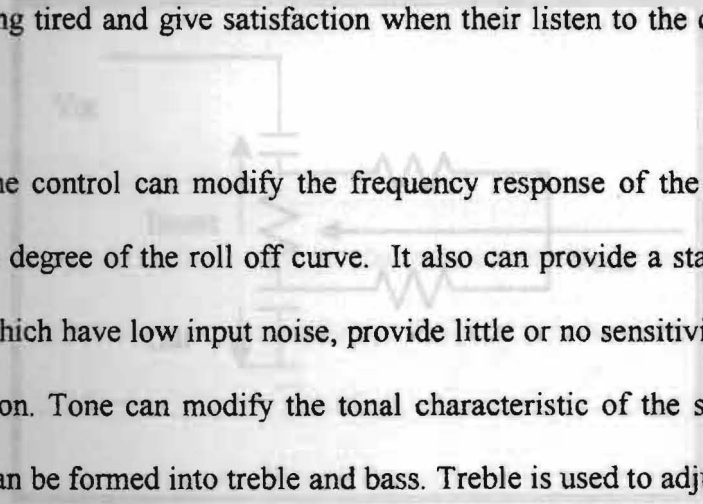 ng tired and give satisfaction when their listen to the
ne control can modify the frequency response of the
degree of the roll off curve. It also can provide a sta
hich have low input noise, provide little or no sensitivi
on. Tone can modify the tonal characteristic of the s
an be formed into treble and bass. Treble is used to adj